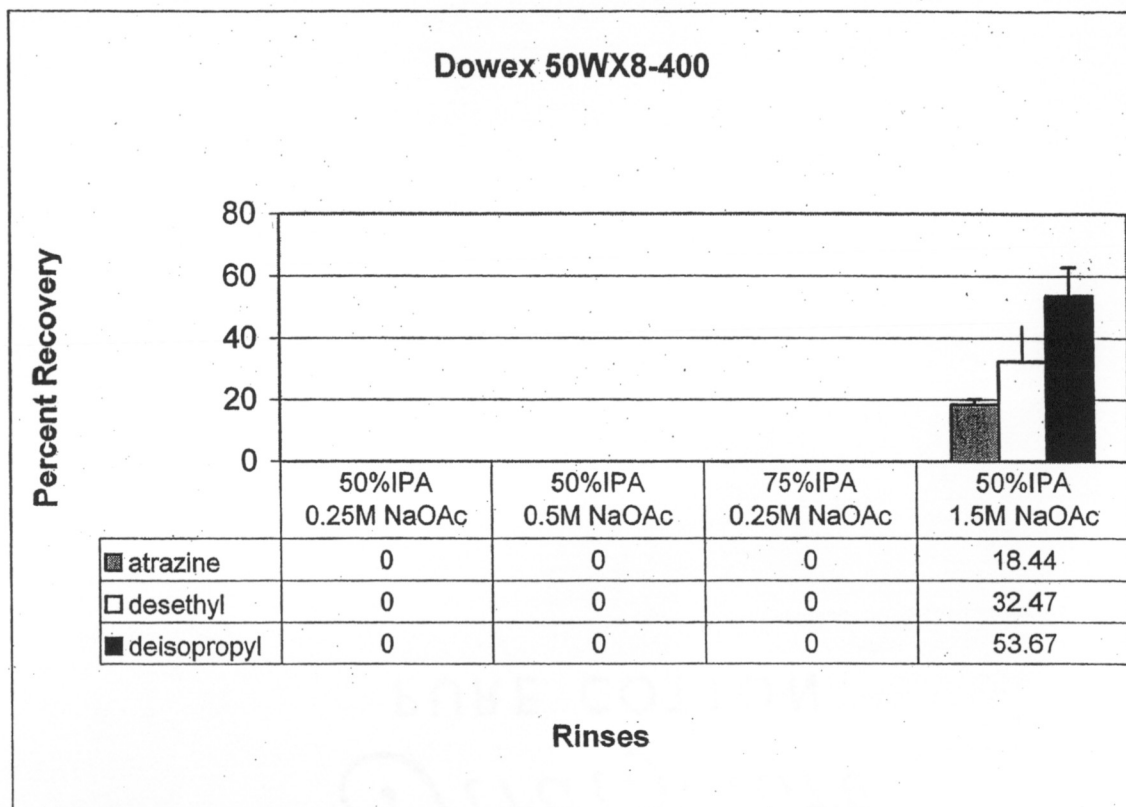 Dowex 50WX8-400
Percent Recovery
80
60
40
20
0
50%IPA 50%IPA 75%IPA 50%IPA
0.25M NaOAc 0.5M NaOAc 0.25M NaOAc 1.5M NaOAc
atrazine 0 0 0 18.44
desethyl 0 0 0 32.47
deisopropyl 0 0 0 53.67
Rinses